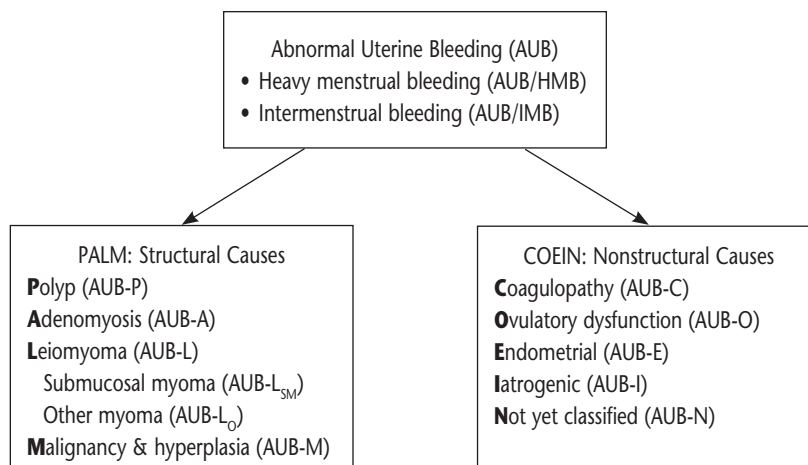 Abnormal Uterine Bleeding (AUB)
• Heavy menstrual bleeding (AUB/HMB)
• Intermenstrual bleeding (AUB/IMB)
PALM: Structural Causes
Polyp (AUB-P)
Adenomyosis (AUB-A)
Leiomyoma (AUB-L)
Submucosal myoma (AUB-LSM)
Other myoma (AUB-LO)
Malignancy & hyperplasia (AUB-M)
COEIN: Nonstructural Causes
Coagulopathy (AUB-C)
Ovulatory dysfunction (AUB-O)
Endometrial (AUB-E)
Iatrogenic (AUB-I)
Not yet classified (AUB-N)